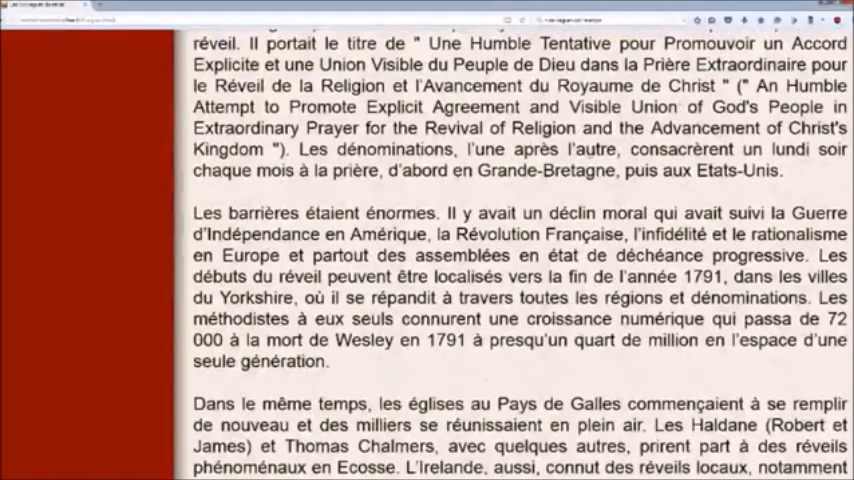 réveil. Il portait le titre de " Une Humble Tentative pour Promouvoir un Accord
Explicite et une Union Visible du Peuple de Dieu dans la Prière Extraordinaire pour
le Réveil de la Religion et l'Avancement du Royaume de Christ " (" An Humble
Attempt to Promote Explicit Agreement and Visible Union of God's People in
Extraordinary Prayer for the Revival of Religion and the Advancement of Christ's
Kingdom "). Les dénominations, l'une après l'autre, consacrèrent un lundi soir
chaque mois à la prière, d'abord en Grande-Bretagne, puis aux Etats-Unis.
Les barrières étaient énormes. Il y avait un déclin moral qui avait suivi la Guerre
d'Indépendance en Amérique, la Révolution Française, l'infidélité et le rationalisme
en Europe et partout des assemblées en état de déchéance progressive. Les
débuts du réveil peuvent être localisés vers la fin de l'année 1791, dans les villes
du Yorkshire, où il se répandit à travers toutes les régions et dénominations. Les
méthodistes à eux seuls connurent une croissance numérique qui passa de 72
000 à la mort de Wesley en 1791 à presqu'un quart de million en l'espace d'une
seule génération.
Dans le même temps, les églises au Pays de Galles commençaient à se remplir
de nouveau et des milliers se réunissaient en plein air. Les Haldane (Robert et
James) et Thomas Chalmers, avec quelques autres, prirent part à des réveils
phénoménaux en Ecosse. L'Irelande, aussi, connut des réveils locaux, notamment